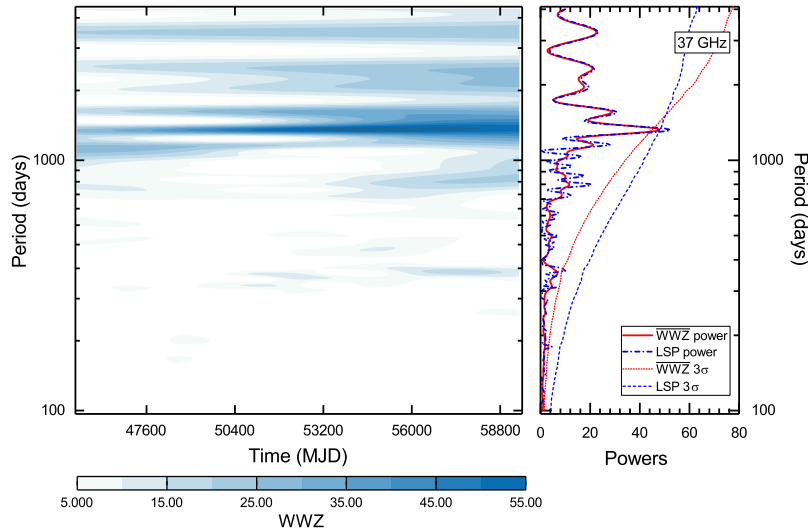 37 GHz
Period (days)
1000
100
47600 50400 53200 56000 58800
Time (MJD)
5.000 15.00 25.00 35.00 45.00 55.00
WWZ
WWZ power
LSP power
WWZ 3σ
LSP 3σ
0 20 40 60 80
Powers
1000
100
Period (days)